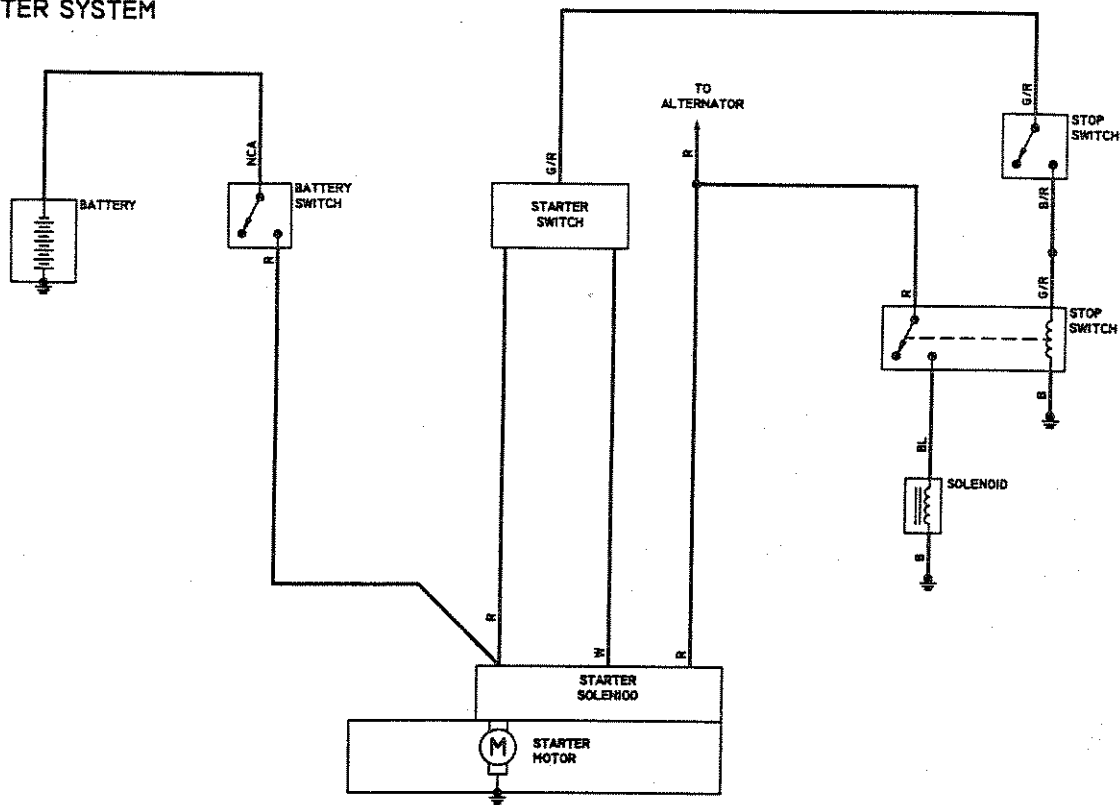 TER SYSTEM
TO
ALTERNATOR
G/R
STOP
SWITCH
NCA
G/R
R
BATTERY
SWITCH
BATTERY
STARTER
SWITCH
B/R
R
G/R
R
STOP
SWITCH
B
BL
SOLENOID
B
R
W
R
STARTER
SOLENIOD
M
STARTER
MOTOR